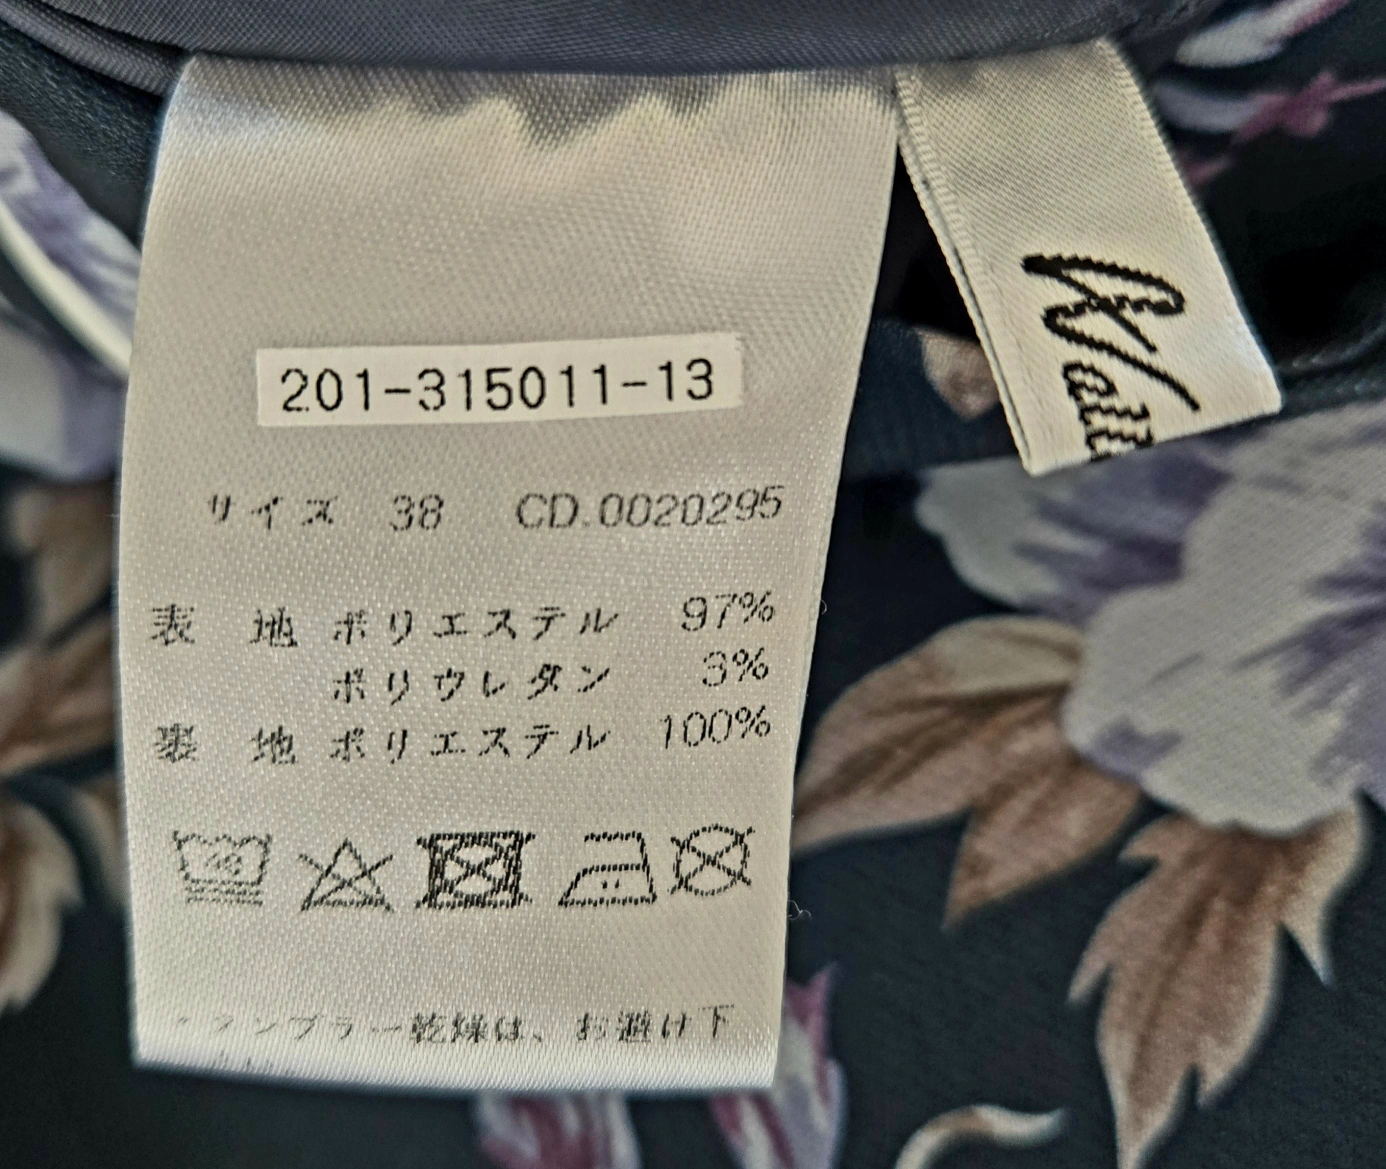 201-315011-13
サイズ 38 CD.0020295
表 地 ポリエステル 97%
ポリウレタン 3%
裏 地 ポリエステル 100%
40
・タンブラー乾燥は、お避け下